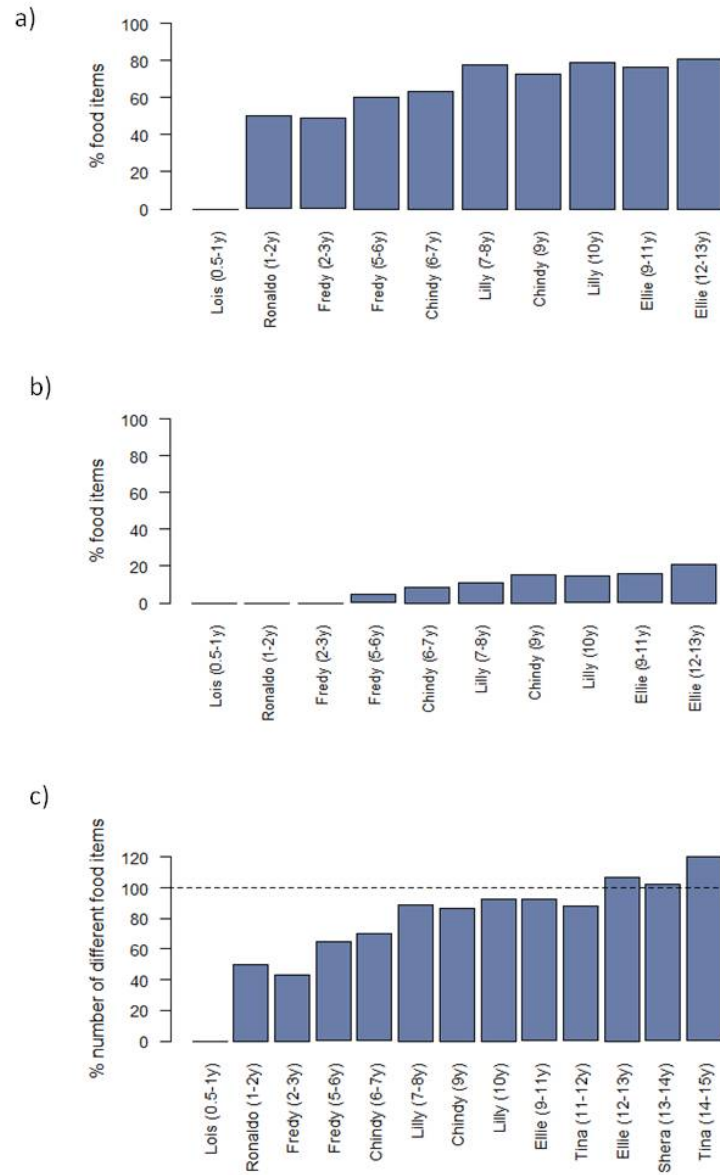 a)
% food items
100
80
60
40
20
0
Lois (0.5-1y)
Ronaldo (1-2y)
Fredy (2-3y)
Fredy (5-6y)
Chindy (6-7y)
Lilly (7-8y)
Chindy (9y)
Lilly (10y)
Ellie (9-11y)
Ellie (12-13y)
b)
% food items
100
80
60
40
20
0
Lois (0.5-1y)
Ronaldo (1-2y)
Fredy (2-3y)
Fredy (5-6y)
Chindy (6-7y)
Lilly (7-8y)
Chindy (9y)
Lilly (10y)
Ellie (9-11y)
Ellie (12-13y)
c)
% number of different food items
120
100
80
60
40
20
0
Lois (0.5-1y)
Ronaldo (1-2y)
Fredy (2-3y)
Fredy (5-6y)
Chindy (6-7y)
Lilly (7-8y)
Chindy (9y)
Lilly (10y)
Ellie (9-11y)
Tina (11-12y)
Ellie (12-13y)
Shera (13-14y)
Tina (14-15y)